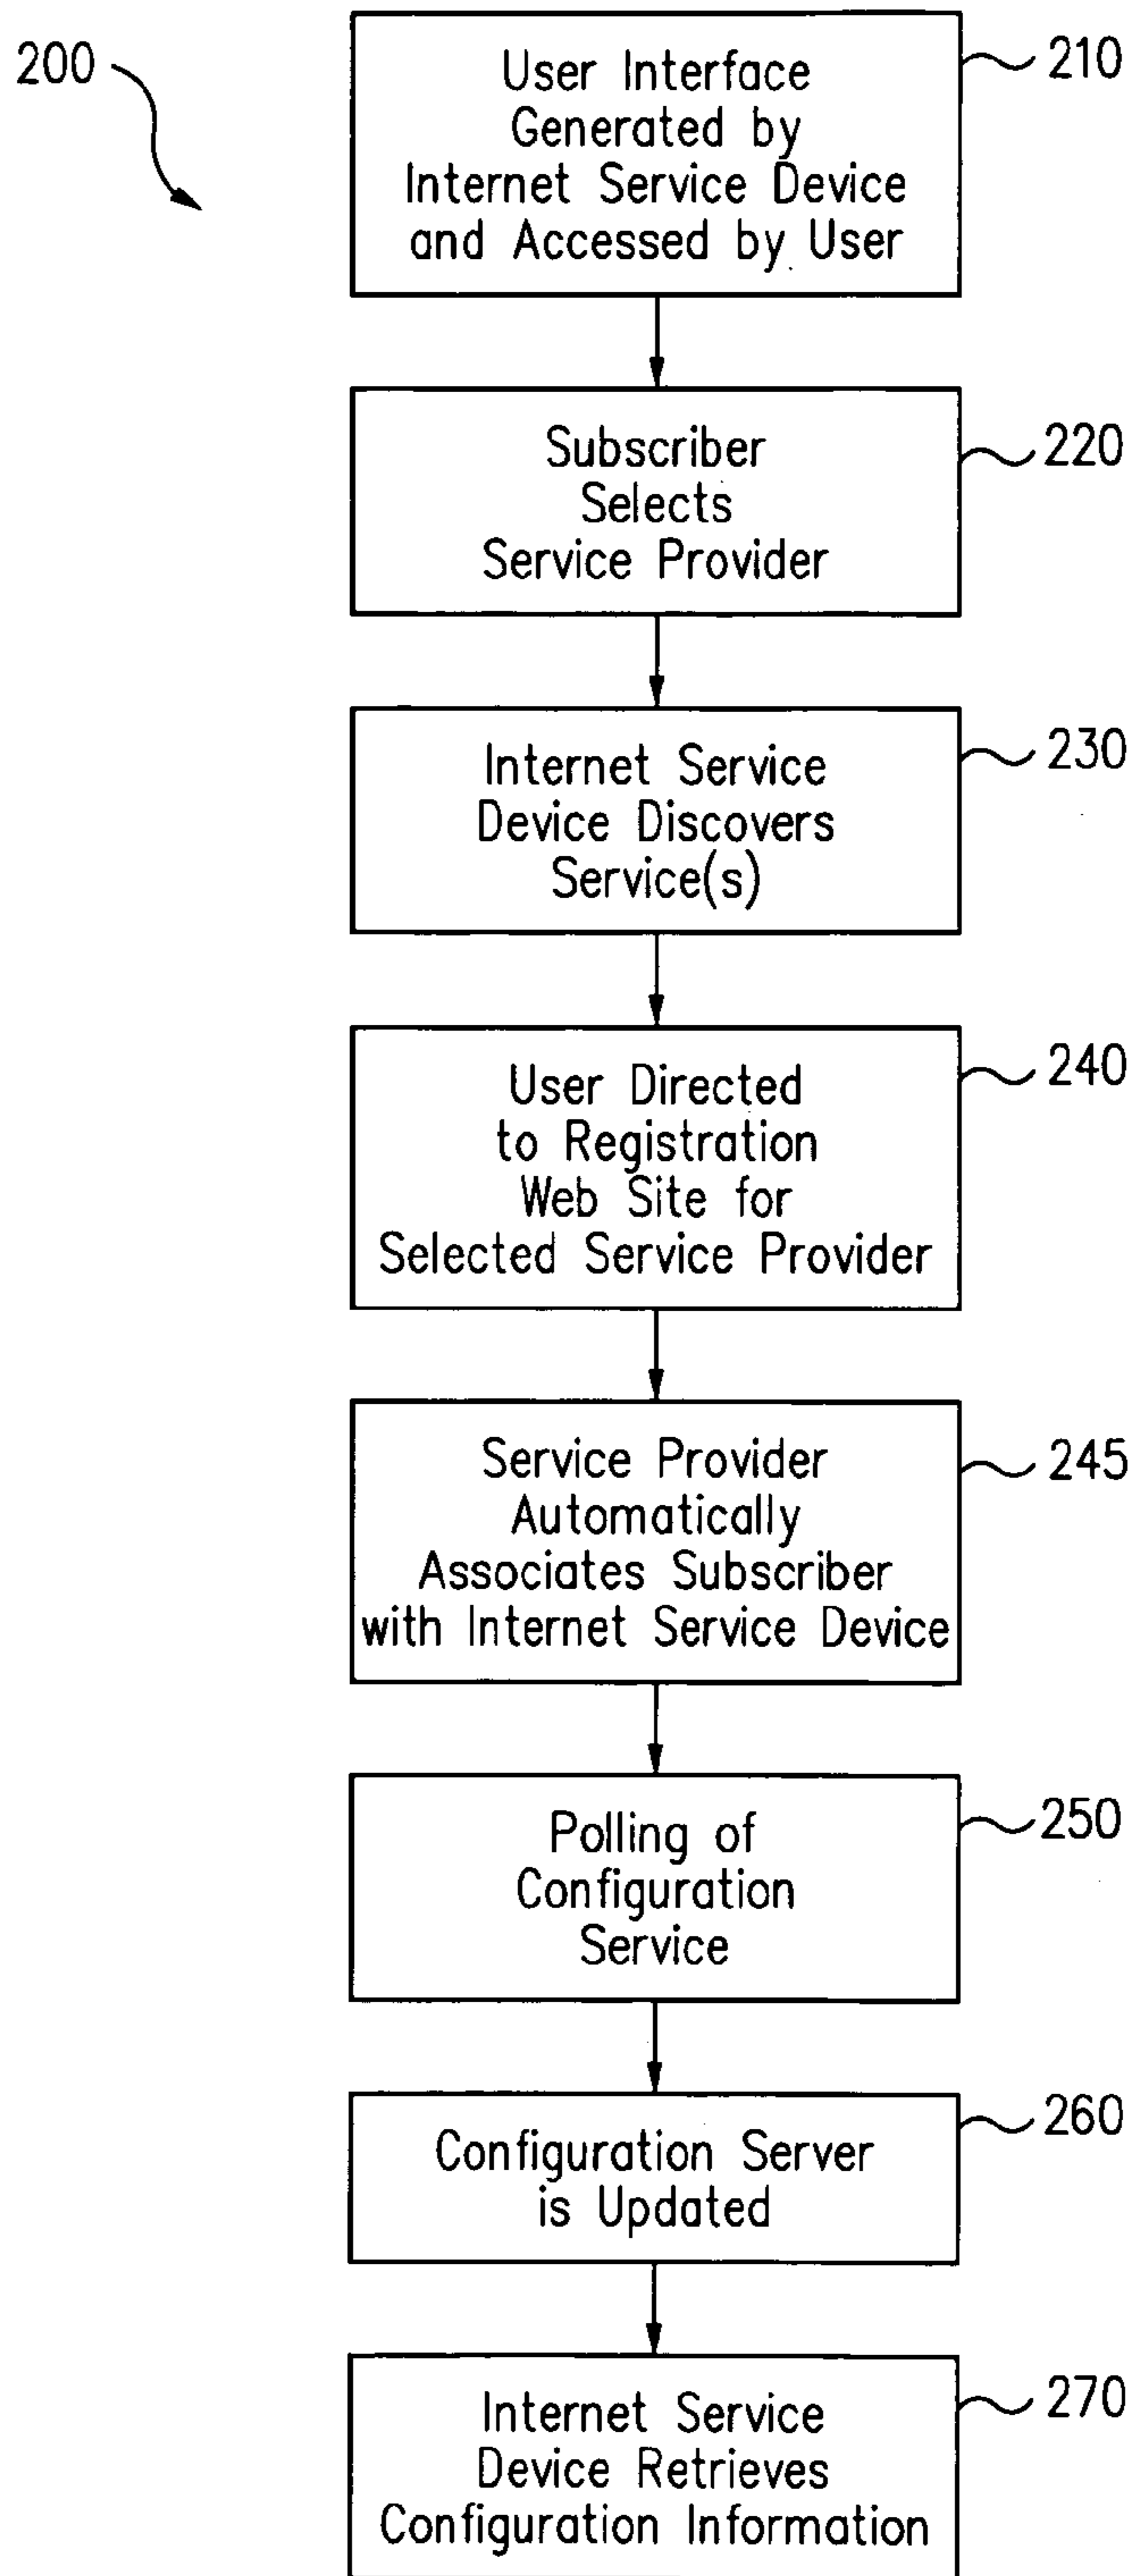 200
User Interface
Generated by
Internet Service Device
and Accessed by User
210
Subscriber
Selects
Service Provider
220
Internet Service
Device Discovers
Service(s)
230
User Directed
to Registration
Web Site for
Selected Service Provider
240
Service Provider
Automatically
Associates Subscriber
with Internet Service Device
245
Polling of
Configuration
Service
250
Configuration Server
is Updated
260
Internet Service
Device Retrieves
Configuration Information
270